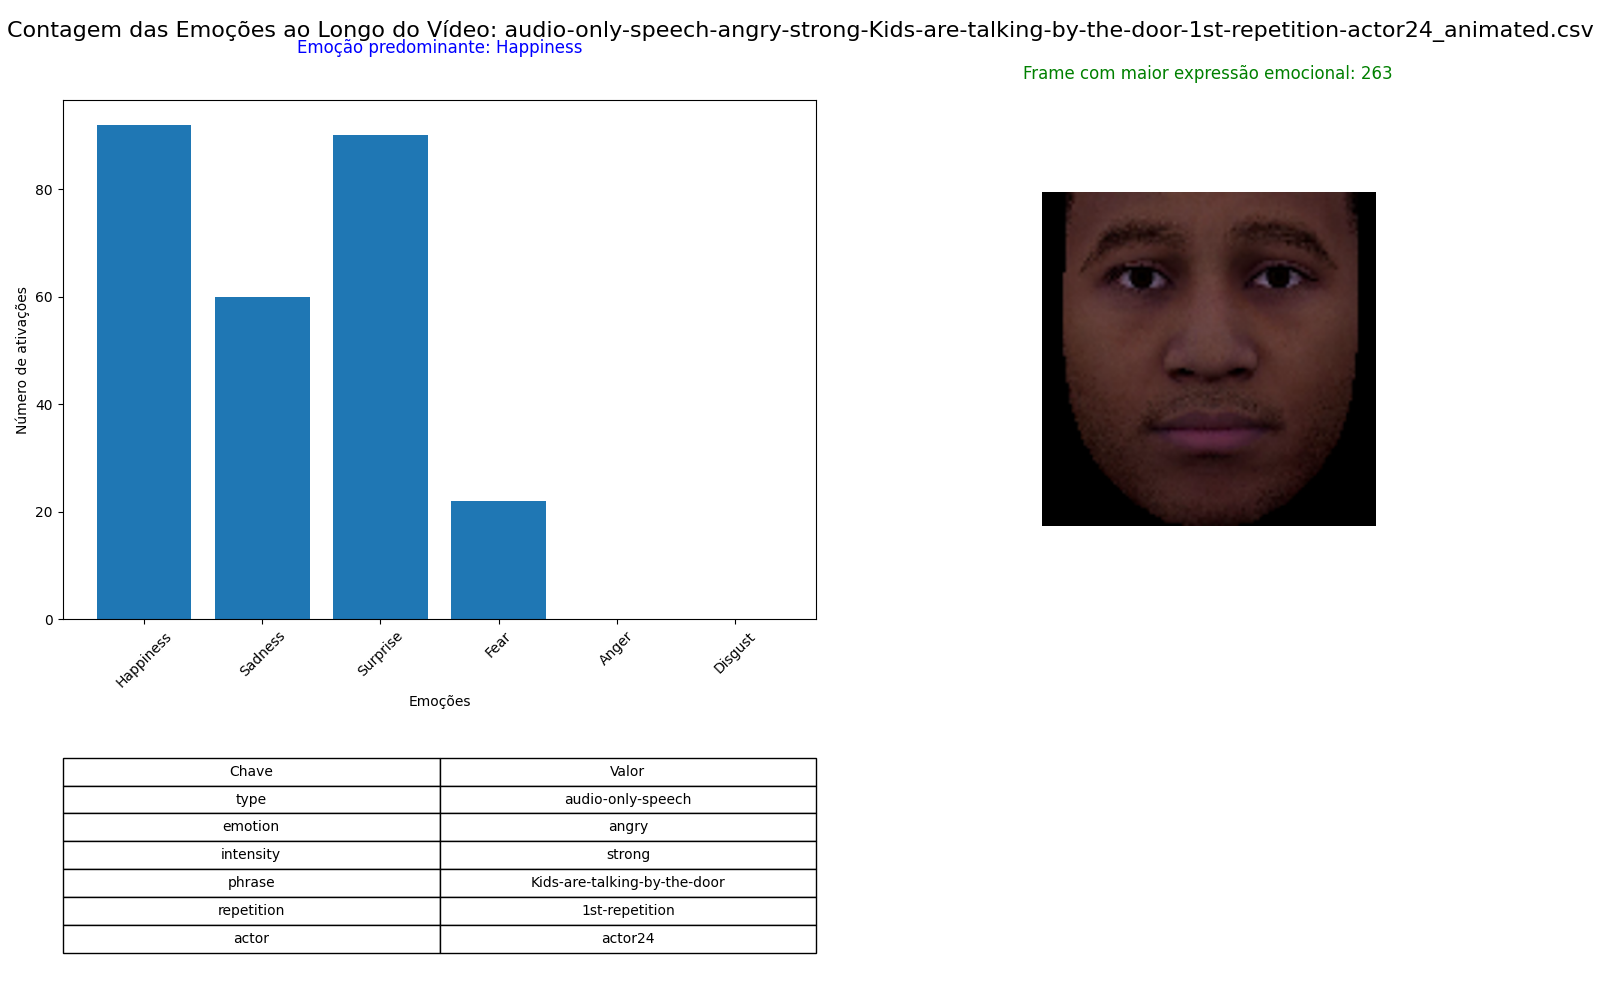 Contagem das Emoções ao Longo do Vídeo: audio-only-speech-angry-strong-Kids-are-talking-by-the-door-1st-repetition-actor24_animated.csv
Emoção predominante: Happiness
Frame com maior expressão emocional: 263
Número de ativações
80
60
40
20
0
Happiness
Sadness
Surprise
Fear
Anger
Disgust
Emoções
Chave Valor
type audio-only-speech
emotion angry
intensity strong
phrase Kids-are-talking-by-the-door
repetition 1st-repetition
actor actor24